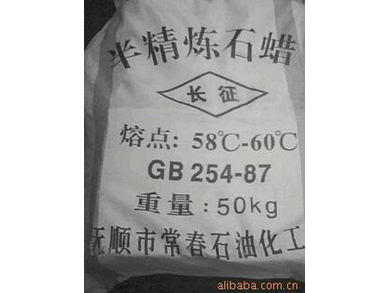 半精炼石蜡
长征
熔点: 58℃-60℃
GB 254-87
重量: 50kg
抚顺市常春石油化工
alibaba.com.cn